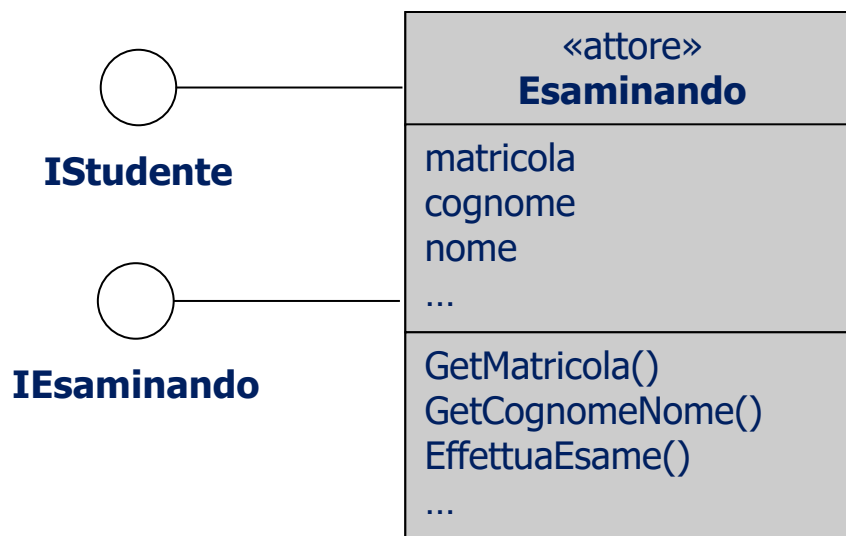 «attore»
Esaminando
IStudente
matricola
cognome
nome
...
IEsaminando
GetMatricola()
GetCognomeNome()
EffettuaEsame()
...